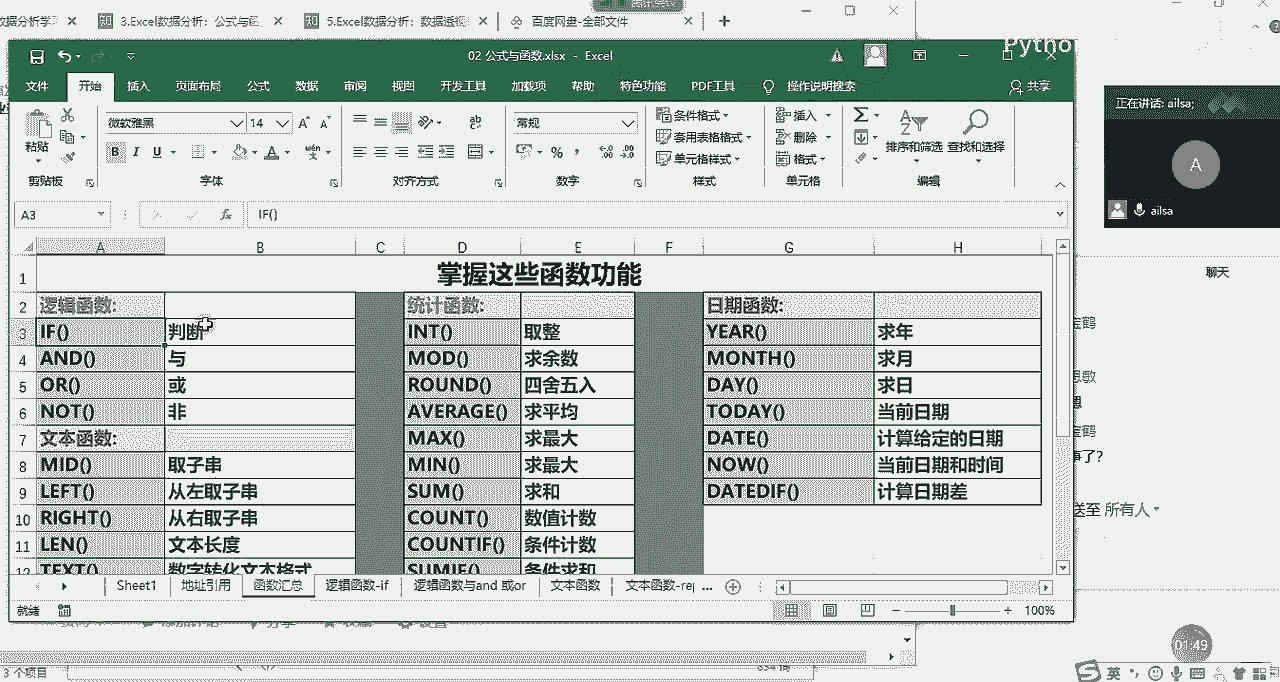 3.Excel数据分析：公式与函
5.Excel数据分析：数据透视
百度网盘-全部文件
Pytho
02 公式与函数.xlsx - Excel
文件 开始 插入 页面布局 公式 数据 审阅 视图 开发工具 加载项 帮助 特色功能 PDF工具 操作说明搜索 共享
微软雅黑 14 常规
粘贴
B I U A wén 文
条件格式 插入
套用表格格式 删除 排序和筛选 查找和选择
单元格样式 格式
剪贴板 字体 对齐方式 数字 样式 单元格 编辑
A3 fx IF()
A B C D E F G H
1 掌握这些函数功能
2 逻辑函数: 统计函数: 日期函数:
3 IF() 判断 INT() 取整 YEAR() 求年
4 AND() 与 MOD() 求余数 MONTH() 求月
5 OR() 或 ROUND() 四舍五入 DAY() 求日
6 NOT() 非 AVERAGE() 求平均 TODAY() 当前日期
7 文本函数: MAX() 求最大 DATE() 计算给定的日期
8 MID() 取子串 MIN() 求最大 NOW() 当前日期和时间
9 LEFT() 从左取子串 SUM() 求和 DATEDIF() 计算日期差
10 RIGHT() 从右取子串 COUNT() 数值计数
11 LEN() 文本长度 COUNTIF() 条件计数
12 TEXT() 数字转化文本格式 SUMIF() 条件求和
Sheet1 地址引用 函数汇总 逻辑函数-if 逻辑函数与and 或or 文本函数 文本函数-rep ...
就绪 100%
正在讲话: ailsa;
A
ailsa
聊天
事了?
送至 所有人
01:49
3 个项目
英